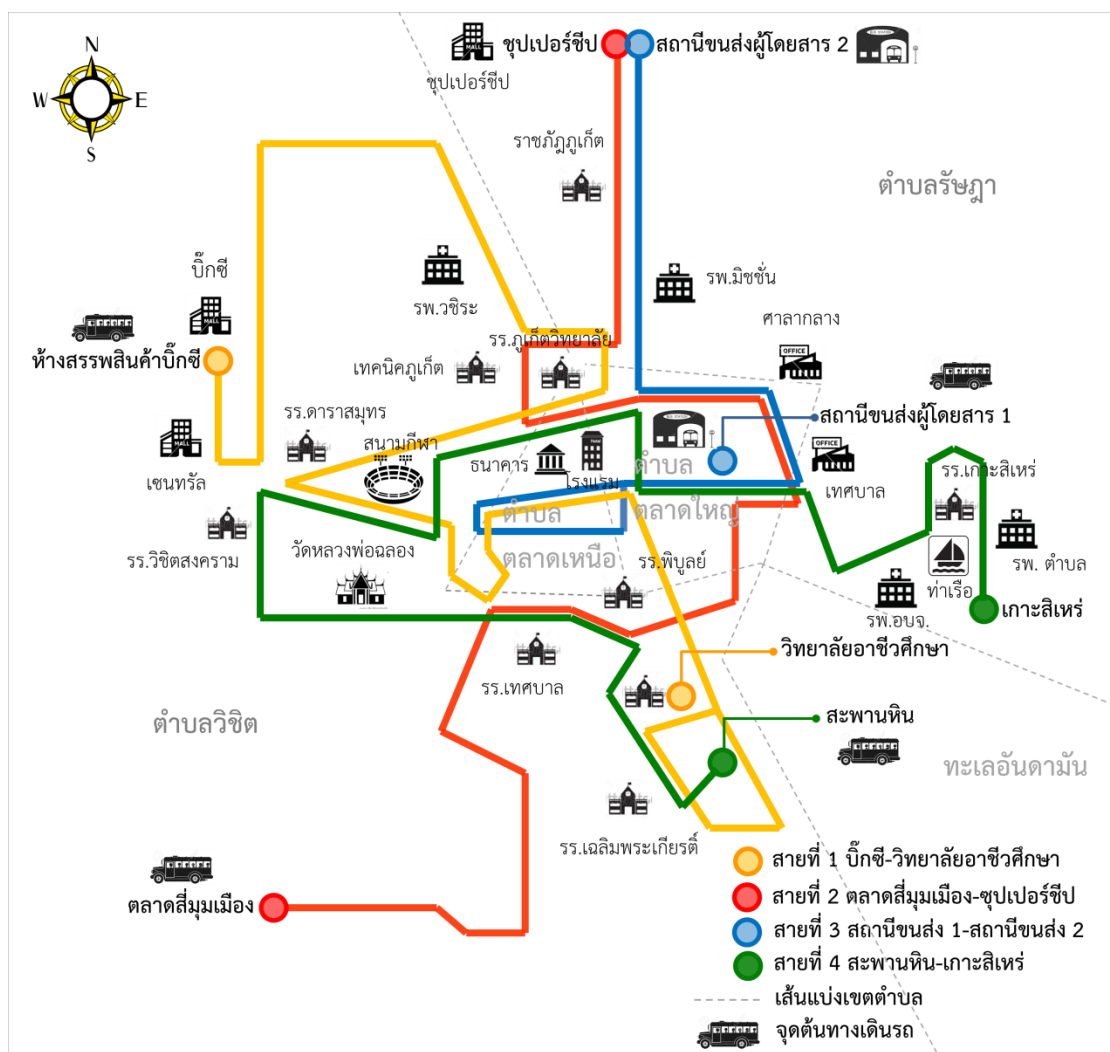 N
W
E
S
ซุปเปอร์ชีป
สถานีขนส่งผู้โดยสาร 2
ซุปเปอร์ชีป
ราชภัฎภูเก็ต
ตำบลรัษฎา
บิ๊กซี
รพ.วชิระ
รพ.มิชชั่น
ศาลากลาง
OFFICE
รร.ภูเก็ตวิทยาลัย
ห้างสรรพสินค้าบิ๊กซี
เทคนิคภูเก็ต
รร.ดาราสมุทร
สถานีขนส่งผู้โดยสาร 1
สนามกีฬา
OFFICE
เซนทรัล
ธนาคาร
โรงแรม
ตำบล
ตลาดใหญ่
เทศบาล
รร.เกาะสิเหร่
ตำบล
ตลาดเหนือ
รร.วิชิตสงคราม
วัดหลวงพ่อฉลอง
รร.พิบูลย์
รพ. ตำบล
ท่าเรือ
รพ.อบจ.
เกาะสิเหร่
วิทยาลัยอาชีวศึกษา
รร.เทศบาล
ตำบลวิชิต
สะพานหิน
ทะเลอันดามัน
รร.เฉลิมพระเกียรติ์
ตลาดสี่มุมเมือง
สายที่ 1 บิ๊กซี-วิทยาลัยอาชีวศึกษา
สายที่ 2 ตลาดสี่มุมเมือง-ซุปเปอร์ชีป
สายที่ 3 สถานีขนส่ง 1-สถานีขนส่ง 2
สายที่ 4 สะพานหิน-เกาะสิเหร่
เส้นแบ่งเขตตำบล
จุดต้นทางเดินรถ